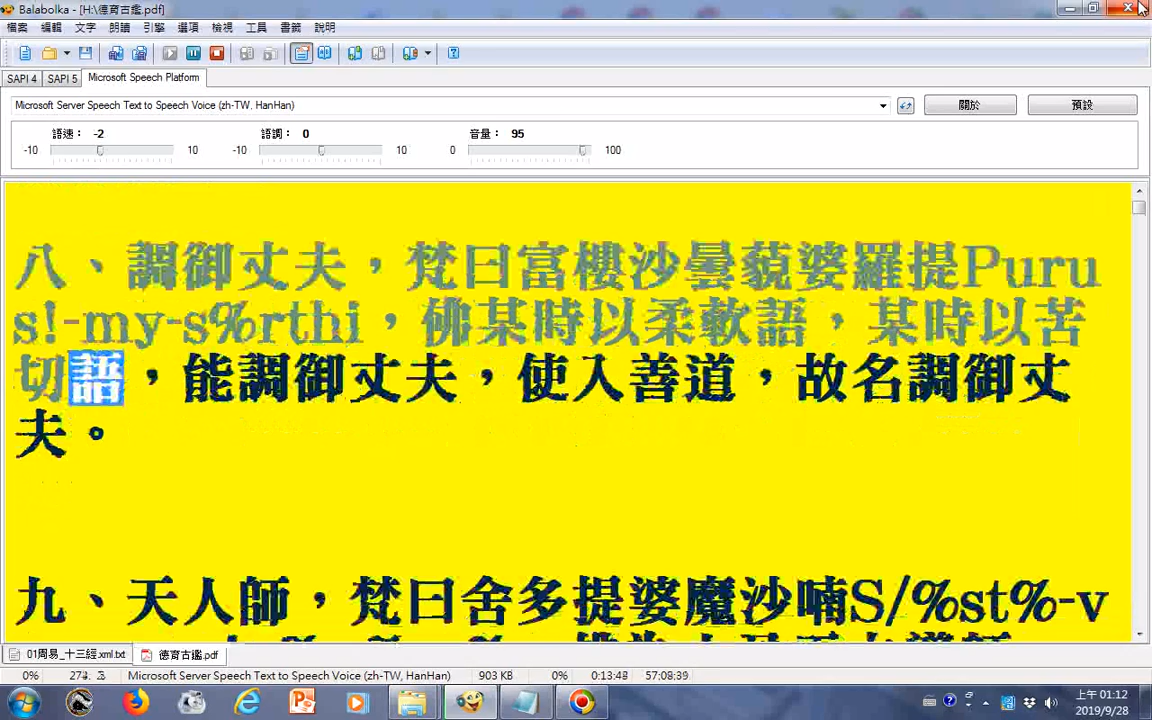 Balabolka - [H:\德育古鑑.pdf]
檔案 編輯 文字 朗讀 引擎 選項 檢視 工具 書籤 說明
SAPI 4 SAPI 5 Microsoft Speech Platform
Microsoft Server Speech Text to Speech Voice (zh-TW, HanHan)
關於 預設
語速： -2 語調： 0 音量： 95
-10 10 -10 10 0 100
八、調御丈夫，梵曰富樓沙曇藐婆羅提Puru
s!-my-s%rthi，佛某時以柔軟語，某時以苦
切語，能調御丈夫，使入善道，故名調御丈
夫。
九、天人師，梵曰舍多提婆魔沙喃S/%st%-v
01周易_十三經.xml.txt 德育古鑑.pdf
0% Microsoft Server Speech Text to Speech Voice (zh-TW, HanHan) 903 KB 0% 0:13:48 57:08:39
上午 01:12
2019/9/28